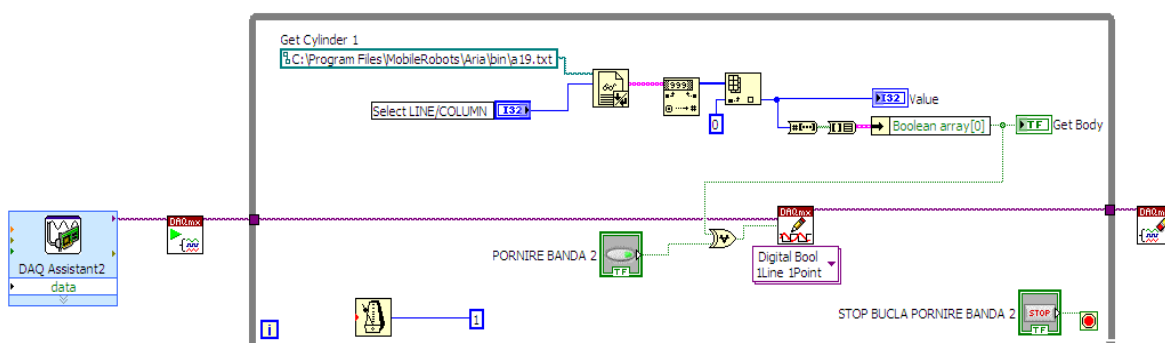 Get Cylinder 1
C:\Program Files\MobileRobots\Aria\bin\a19.txt
Select LINE/COLUMN I32
999
0
I32 Value
Boolean array[0]
TF Get Body
DAQ Assistant2
data
DAQmx
DAQmx
DAQmx
PORNIRE BANDA 2
TF
Digital Bool
1Line 1Point
1
i
STOP BUCLA PORNIRE BANDA 2
STOP
TF